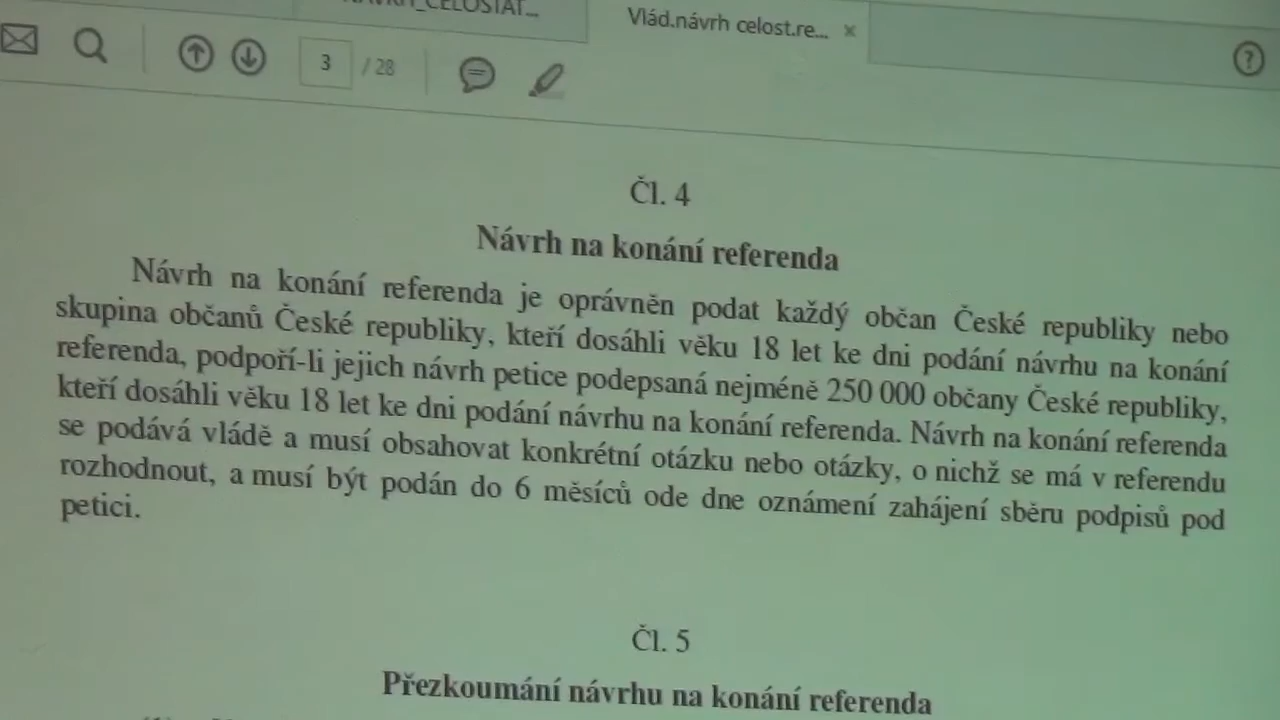 Vlád.návrh celost.re... ×
3 / 28
?
Čl. 4
Návrh na konání referenda
Návrh na konání referenda je oprávněn podat každý občan České republiky nebo
skupina občanů České republiky, kteří dosáhli věku 18 let ke dni podání návrhu na konání
referenda, podpoří-li jejich návrh petice podepsaná nejméně 250 000 občany České republiky,
kteří dosáhli věku 18 let ke dni podání návrhu na konání referenda. Návrh na konání referenda
se podává vládě a musí obsahovat konkrétní otázku nebo otázky, o nichž se má v referendu
rozhodnout, a musí být podán do 6 měsíců ode dne oznámení zahájení sběru podpisů pod
petici.
Čl. 5
Přezkoumání návrhu na konání referenda